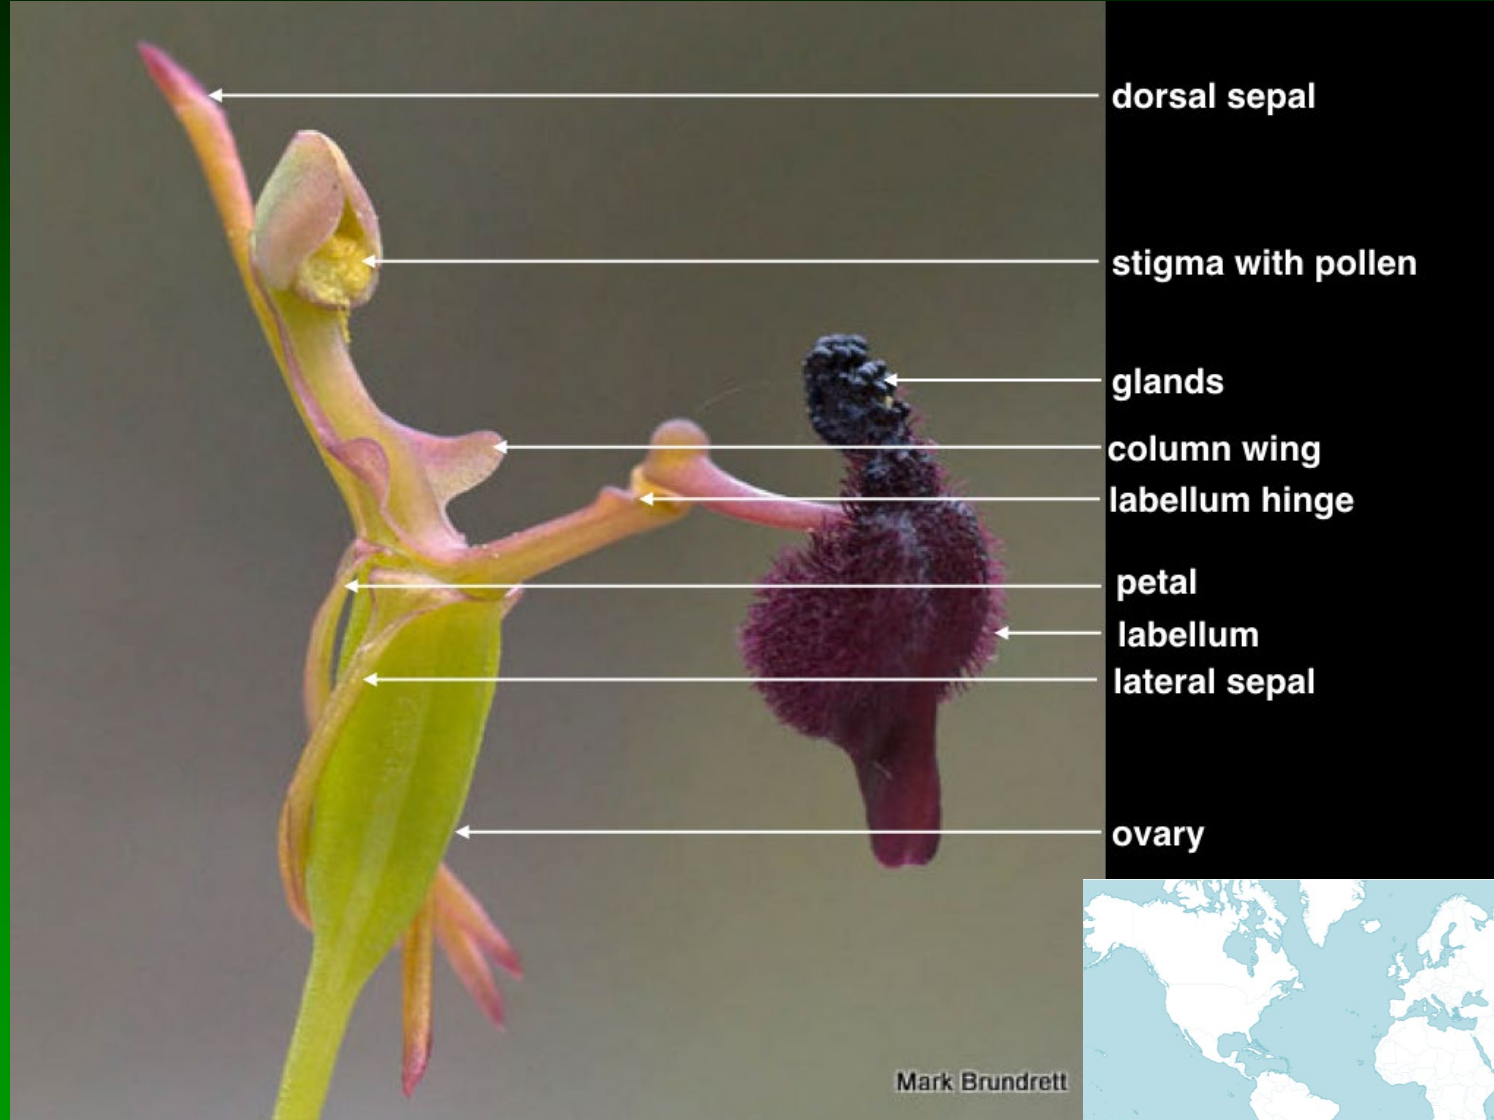 dorsal sepal
stigma with pollen
glands
column wing
labellum hinge
petal
labellum
lateral sepal
ovary
Mark Brundrett